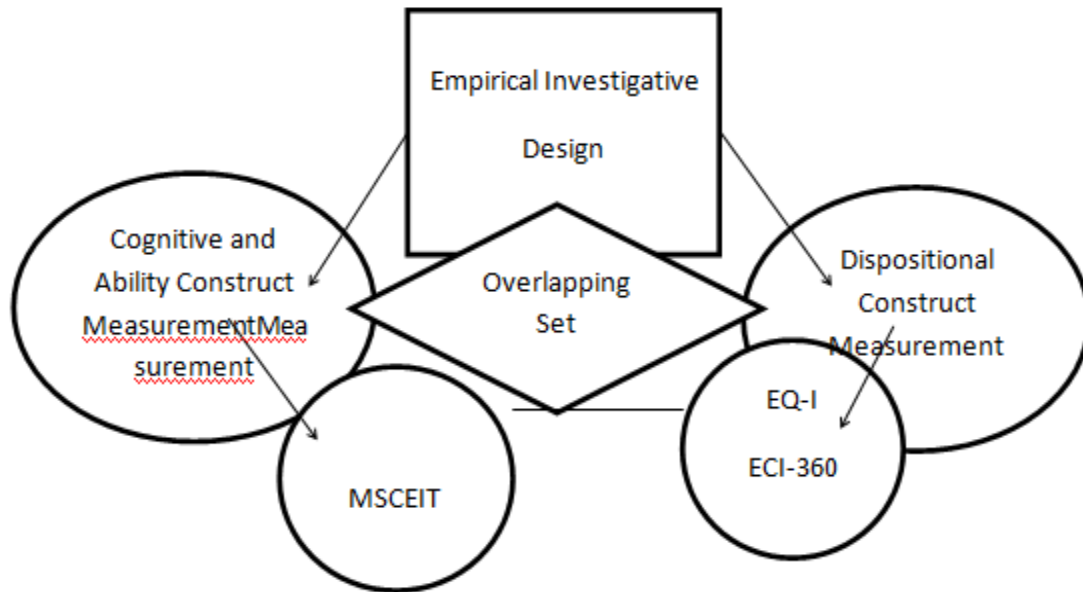 Empirical Investigative
Design
Cognitive and
Ability Construct
MeasurementMea
surement
Overlapping
Set
Dispositional
Construct
Measurement
MSCEIT
EQ-I
ECI-360